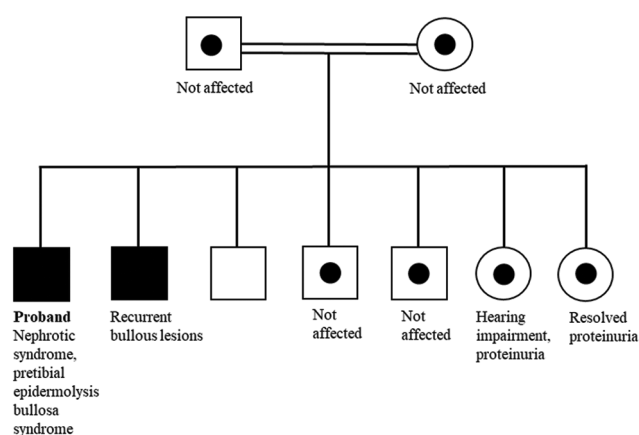 Not affected
Not affected
Proband
Nephrotic
syndrome,
pretibial
epidermolysis
bullosa
syndrome
Recurrent
bullous lesions
Not
affected
Not
affected
Hearing
impairment,
proteinuria
Resolved
proteinuria